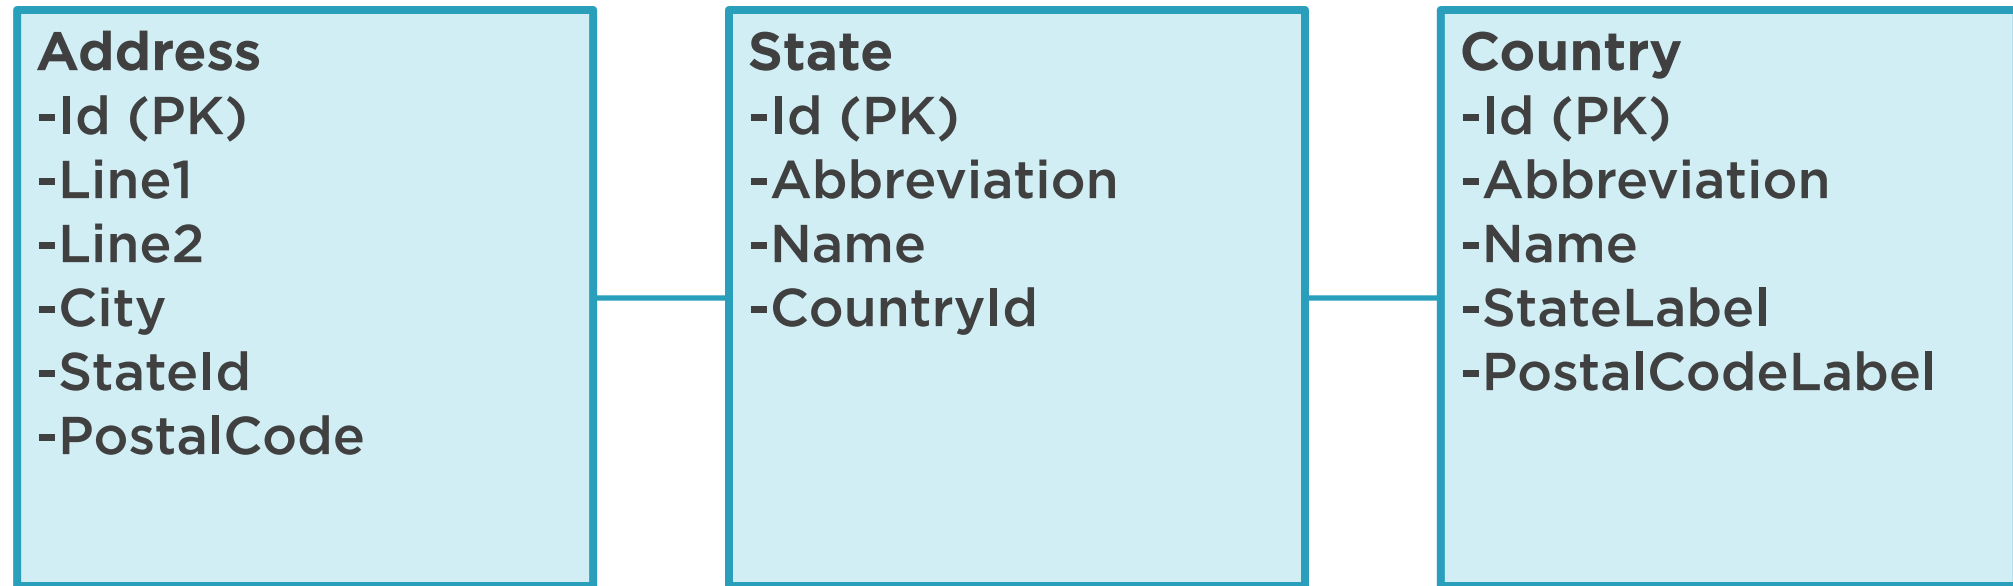 Address
-Id (PK)
-Line1
-Line2
-City
-StateId
-PostalCode
State
-Id (PK)
-Abbreviation
-Name
-CountryId
Country
-Id (PK)
-Abbreviation
-Name
-StateLabel
-PostalCodeLabel